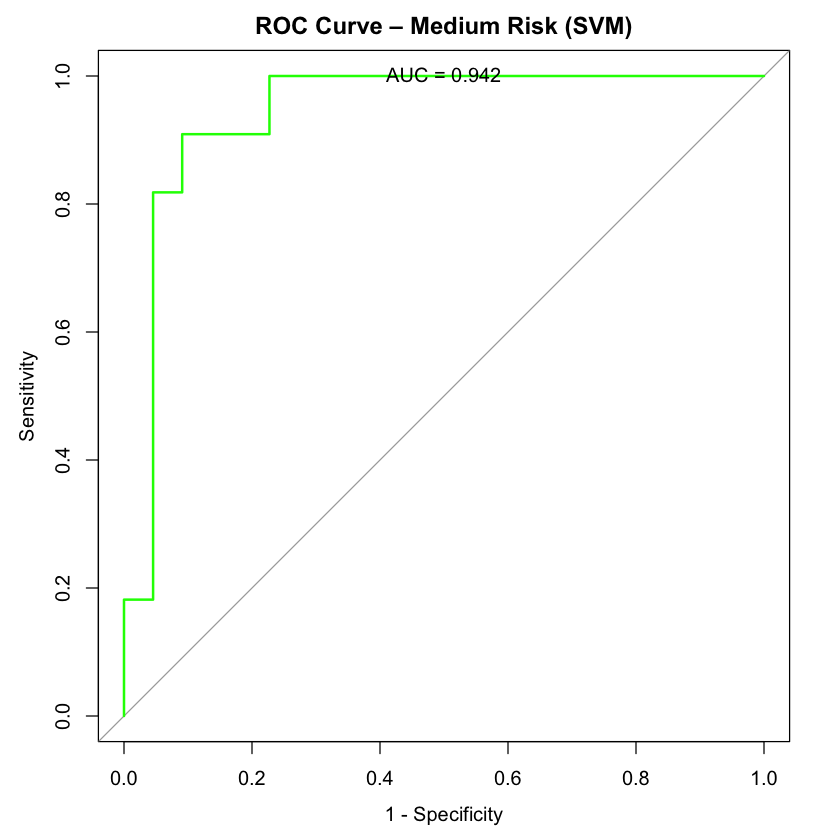 ROC Curve – Medium Risk (SVM)
AUC = 0.942
Sensitivity
1.0
0.8
0.6
0.4
0.2
0.0
0.0 0.2 0.4 0.6 0.8 1.0
1 - Specificity